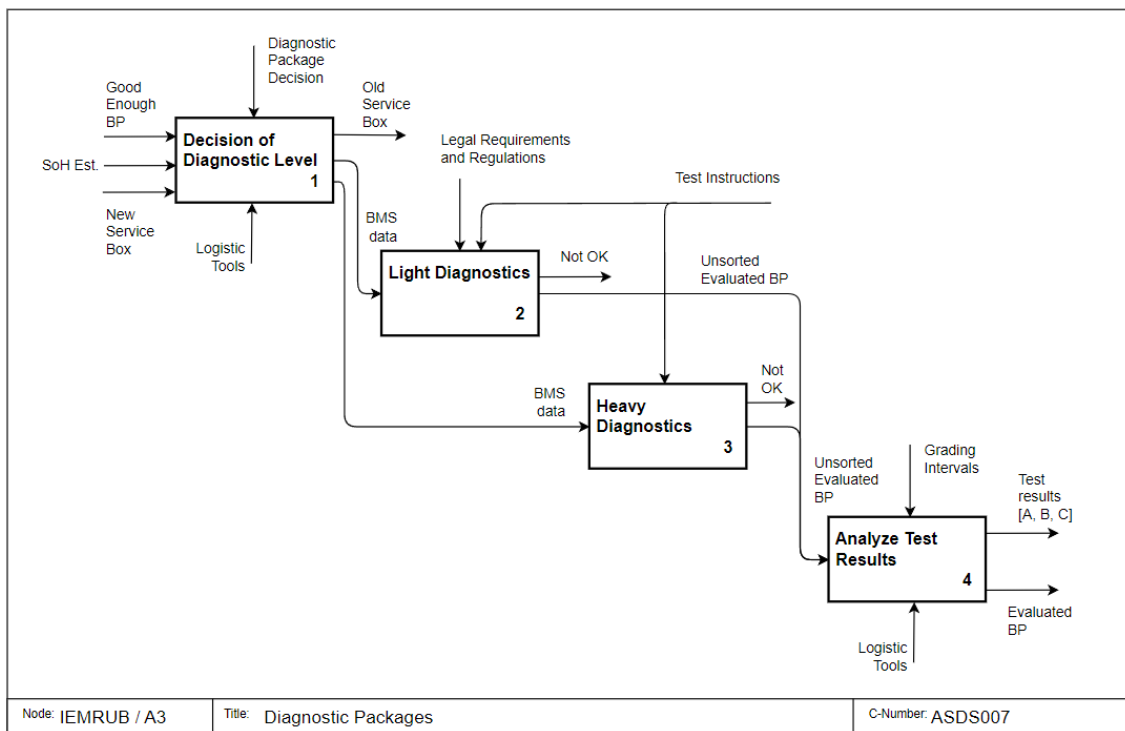 Diagnostic
Package
Decision
Good
Enough
BP
Old
Service
Box
Decision of
Diagnostic Level
1
SoH Est.
New
Service
Box
Logistic
Tools
Legal Requirements
and Regulations
Test Instructions
BMS
data
Light Diagnostics
2
Not OK
Unsorted
Evaluated BP
BMS
data
Heavy
Diagnostics
3
Not
OK
Unsorted
Evaluated
BP
Grading
Intervals
Test
results
[A, B, C]
Analyze Test
Results
4
Evaluated
BP
Logistic
Tools
Node: IEMRUB / A3
Title: Diagnostic Packages
C-Number: ASDS007